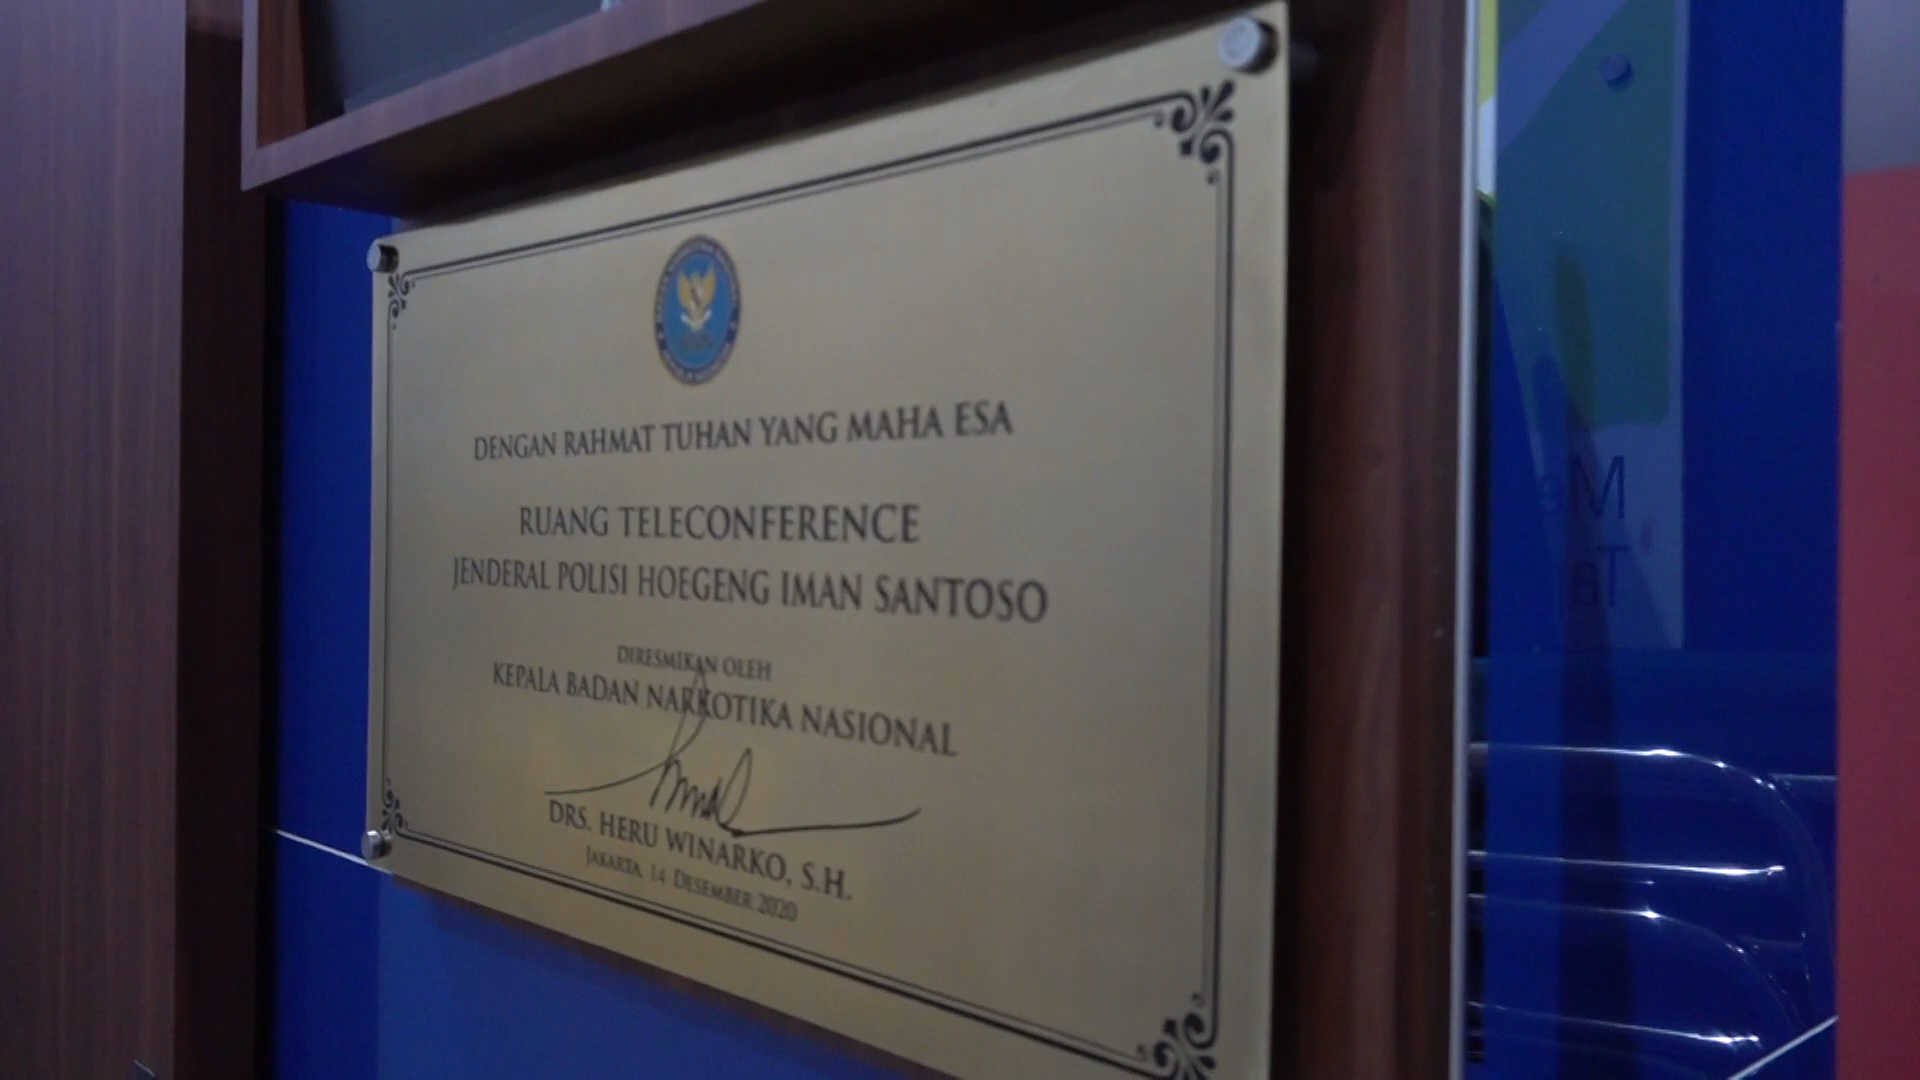 DENGAN RAHMAT TUHAN YANG MAHA ESA
RUANG TELECONFERENCE
JENDERAL POLISI HOEGENG IMAN SANTOSO
DIRESMIKAN OLEH
KEPALA BADAN NARKOTIKA NASIONAL
DRS. HERU WINARKO, S.H.
JAKARTA, 14 DESEMBER 2020